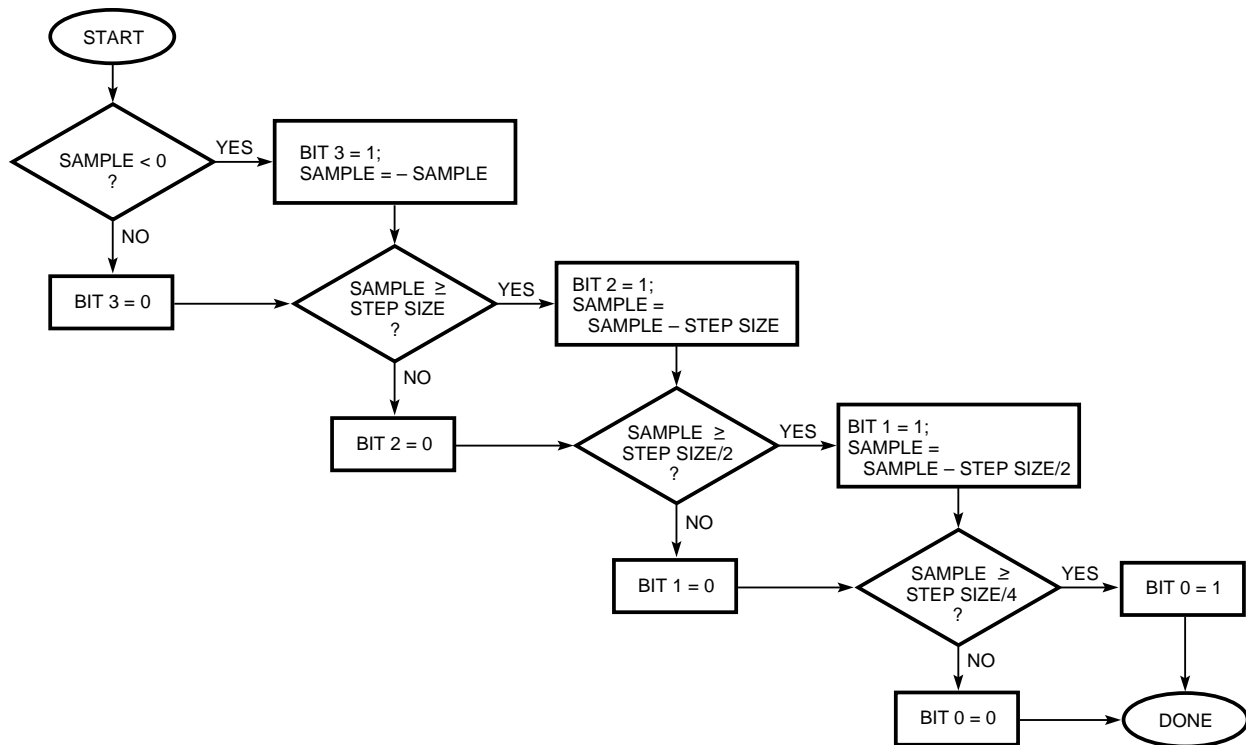 START
SAMPLE < 0
?
YES
BIT 3 = 1;
SAMPLE = – SAMPLE
NO
BIT 3 = 0
SAMPLE ≥
STEP SIZE
?
YES
BIT 2 = 1;
SAMPLE =
SAMPLE – STEP SIZE
NO
BIT 2 = 0
SAMPLE ≥
STEP SIZE/2
?
YES
BIT 1 = 1;
SAMPLE =
SAMPLE – STEP SIZE/2
NO
BIT 1 = 0
SAMPLE ≥
STEP SIZE/4
?
YES
BIT 0 = 1
NO
BIT 0 = 0
DONE